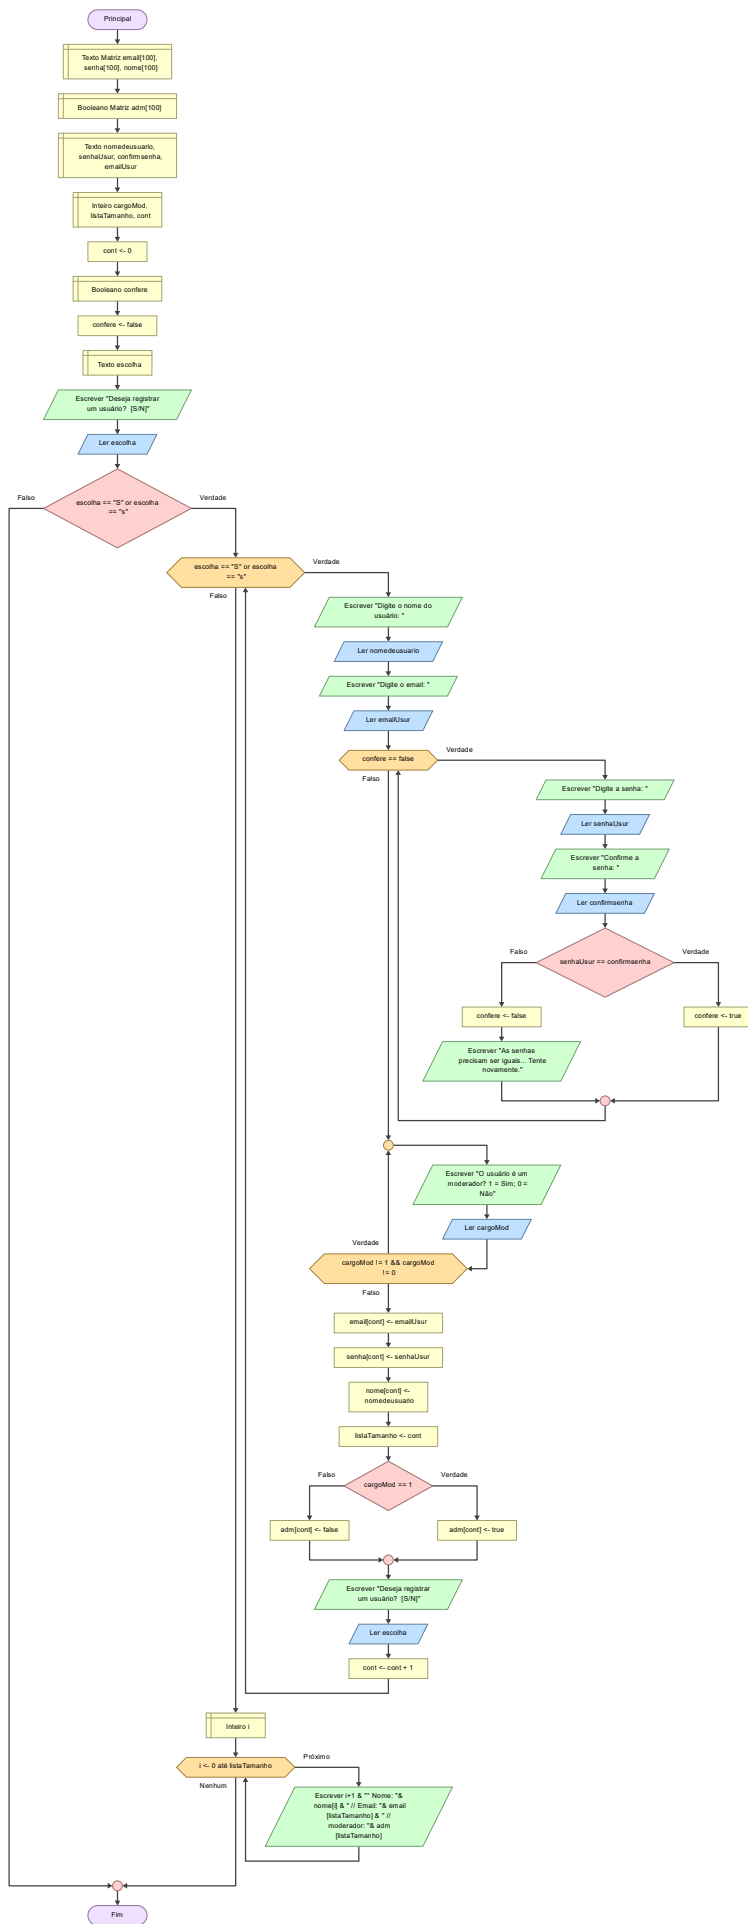 Principal
Texto Matriz email[100],
senha[100], nome[100]
Booleano Matriz adm[100]
Texto nomedeusuario,
senhaUsur, confirmsenha,
emailUsur
Inteiro cargoMod,
listaTamanho, cont
cont <- 0
Booleano confere
confere <- false
Texto escolha
Escrever "Deseja registrar
um usuário?  [S/N]"
Ler escolha
Falso
escolha == "S" or escolha
== "s"
Verdade
escolha == "S" or escolha
== "s"
Verdade
Falso
Escrever "Digite o nome do
usuário: "
Ler nomedeusuario
Escrever "Digite o email: "
Ler emailUsur
confere == false
Verdade
Falso
Escrever "Digite a senha: "
Ler senhaUsur
Escrever "Confirme a
senha: "
Ler confirmsenha
Falso
senhaUsur == confirmsenha
Verdade
confere <- false
confere <- true
Escrever "As senhas
precisam ser iguais... Tente
novamente."
Escrever "O usuário é um
moderador? 1 = Sim; 0 =
Não"
Ler cargoMod
Verdade
cargoMod != 1 && cargoMod
!= 0
Falso
email[cont] <- emailUsur
senha[cont] <- senhaUsur
nome[cont] <-
nomedeusuario
listaTamanho <- cont
Falso
cargoMod == 1
Verdade
adm[cont] <- false
adm[cont] <- true
Escrever "Deseja registrar
um usuário?  [S/N]"
Ler escolha
cont <- cont + 1
Inteiro i
i <- 0 até listaTamanho
Próximo
Nenhum
Escrever i+1 & "° Nome: "&
nome[i] & " // Email: "& email
[listaTamanho] & " //
moderador: "& adm
[listaTamanho]
Fim